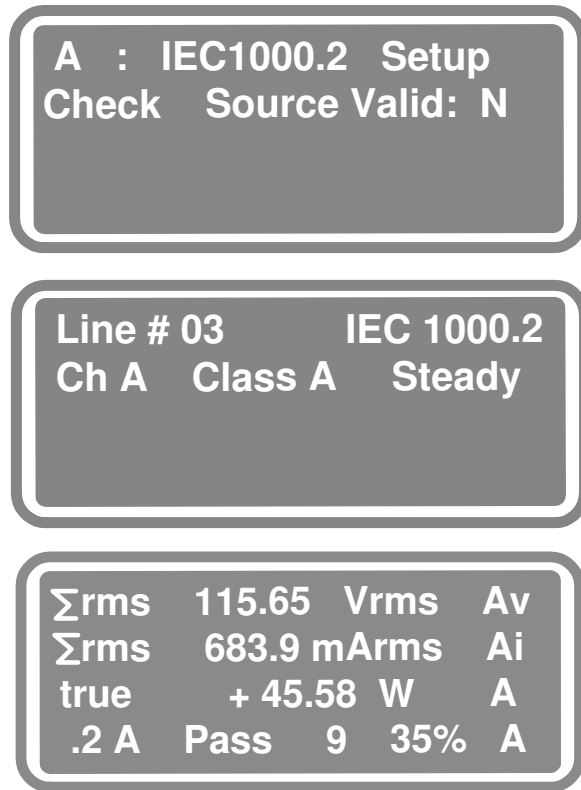 A : IEC1000.2 Setup
Check Source Valid: N
Line # 03 IEC 1000.2
Ch A Class A Steady
∑rms 115.65 Vrms Av
∑rms 683.9 mArms Ai
true + 45.58 W A
.2 A Pass 9 35% A